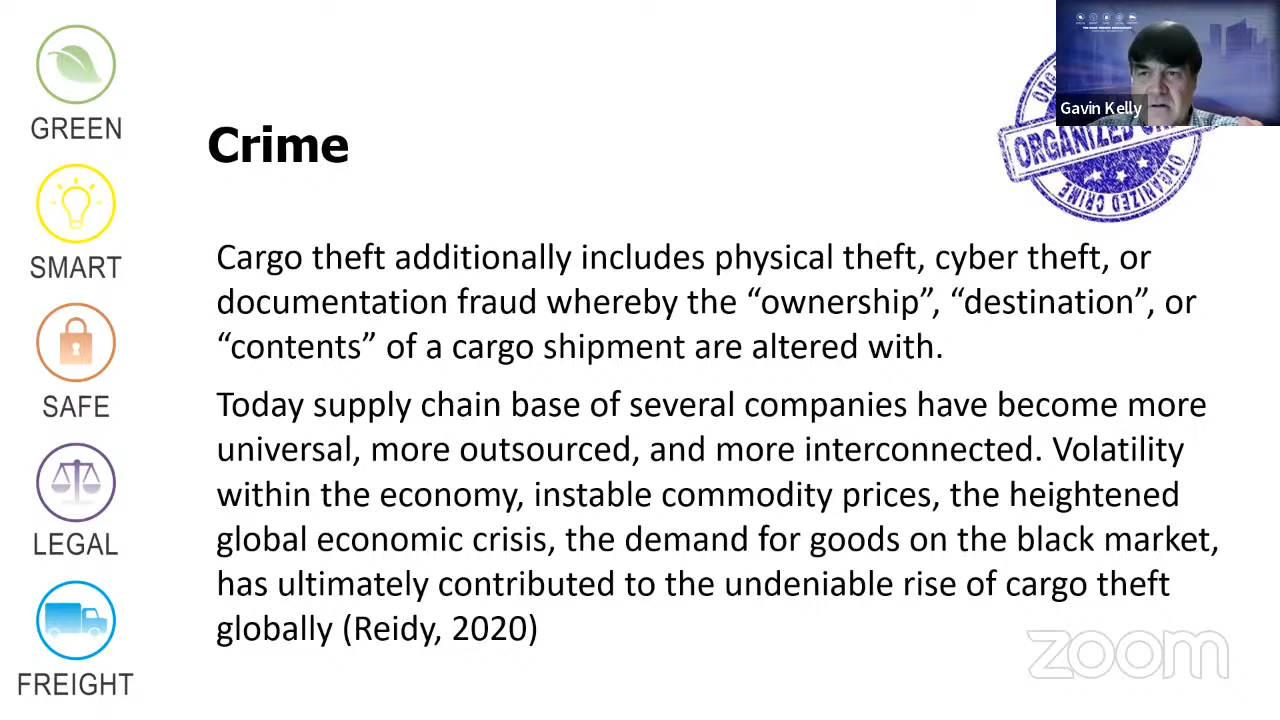 GREEN
SMART
SAFE
LEGAL
FREIGHT
Crime
Cargo theft additionally includes physical theft, cyber theft, or
documentation fraud whereby the “ownership”, “destination”, or
“contents” of a cargo shipment are altered with.
Today supply chain base of several companies have become more
universal, more outsourced, and more interconnected. Volatility
within the economy, instable commodity prices, the heightened
global economic crisis, the demand for goods on the black market,
has ultimately contributed to the undeniable rise of cargo theft
globally (Reidy, 2020)
ORGANIZED
ORGANIZED
ORGANIZED CRIME
Gavin Kelly
zoom